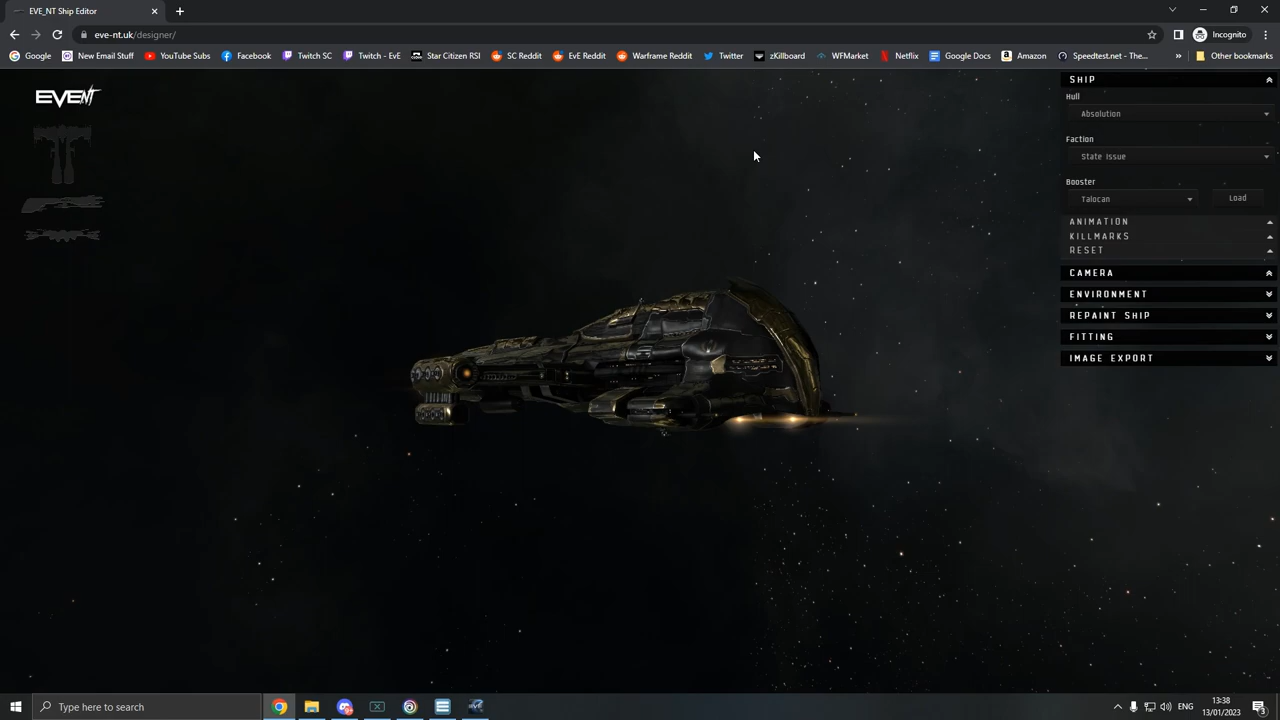 EVE_NT Ship Editor
eve-nt.uk/designer/
Incognito
Google
New Email Stuff
YouTube Subs
Facebook
Twitch SC
Twitch - EvE
Star Citizen RSI
SC Reddit
EvE Reddit
Warframe Reddit
Twitter
zKillboard
WFMarket
Netflix
Google Docs
Amazon
Speedtest.net - The...
»
Other bookmarks
EVE NT
SHIP
Hull
Absolution
Faction
State Issue
Booster
Talocan
Load
ANIMATION
KILLMARKS
RESET
CAMERA
ENVIRONMENT
REPAINT SHIP
FITTING
IMAGE EXPORT
Type here to search
ENG
13:38
13/01/2023
3